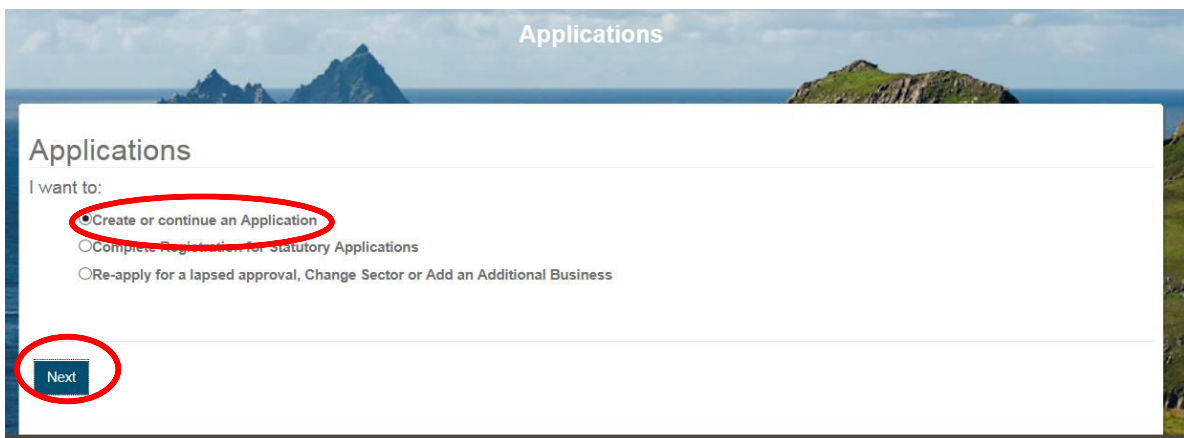 Applications
Applications
I want to:
Create or continue an Application
Complete Registration for Statutory Applications
Re-apply for a lapsed approval, Change Sector or Add an Additional Business
Next